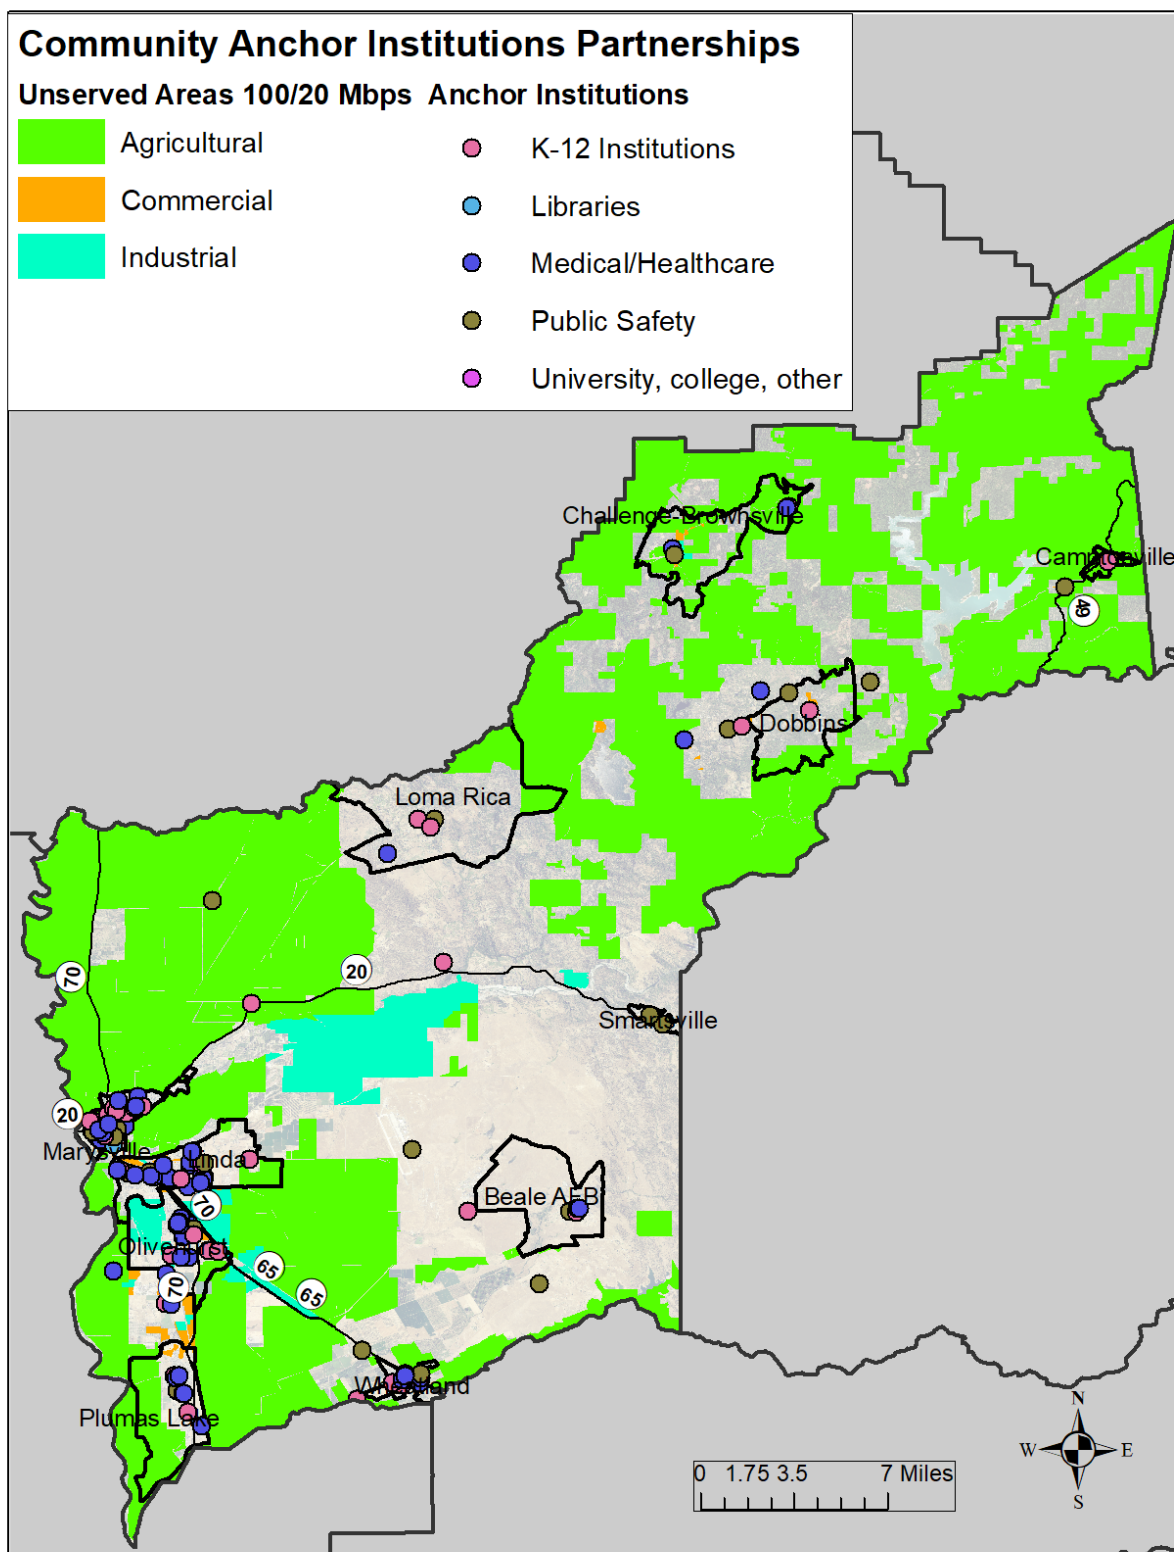 Community Anchor Institutions Partnerships
Unserved Areas 100/20 Mbps Anchor Institutions
Agricultural
Commercial
Industrial
K-12 Institutions
Libraries
Medical/Healthcare
Public Safety
University, college, other
Challenge-Brownsville
Camptonville
49
Dobbins
Loma Rica
70
20
Smartsville
20
Marysville
Linda
70
Beale AFB
Olivehurst
65
65
70
Wheatland
Plumas Lake
N
W E
S
0 1.75 3.5 7 Miles